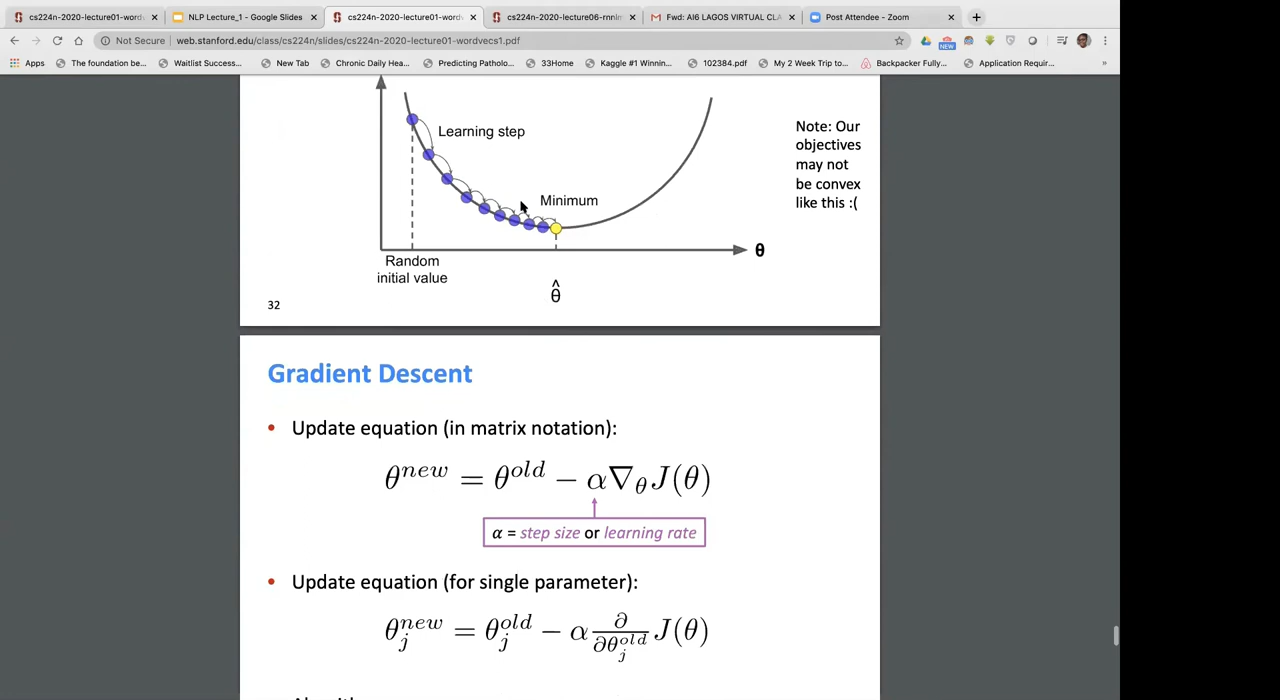 cs224n-2020-lecture01-word
NLP Lecture_1 - Google Slides
cs224n-2020-lecture01-wordv
cs224n-2020-lecture06-rnnlm
Fwd: AI6 LAGOS VIRTUAL CLA
Post Attendee - Zoom
Not Secure
web.stanford.edu/class/cs224n/slides/cs224n-2020-lecture01-wordvecs1.pdf
NEW
Apps
The foundation be...
Waitlist Success...
New Tab
Chronic Daily Hea...
Predicting Patholo...
33Home
Kaggle #1 Winnin...
102384.pdf
My 2 Week Trip to...
Backpacker Fully...
Application Requir...
»
Learning step
Minimum
Random
initial value
θ
θ̂
Note: Our
objectives
may not
be convex
like this :(
32
Gradient Descent
• Update equation (in matrix notation):
θ^{new} = θ^{old} − α∇_θ J(θ)
α = step size or learning rate
• Update equation (for single parameter):
θ_j^{new} = θ_j^{old} − α ∂/∂θ_j^{old} J(θ)